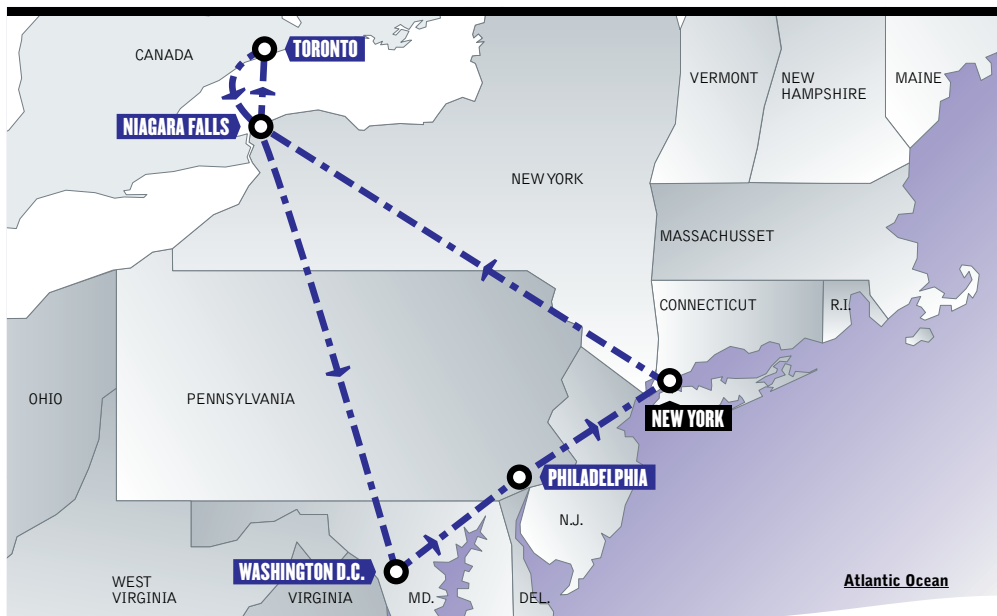 CANADA
TORONTO
VERMONT
NEW
HAMPSHIRE
MAINE
NIAGARA FALLS
NEW YORK
MASSACHUSSET
CONNECTICUT
R.I.
OHIO
PENNSYLVANIA
NEW YORK
PHILADELPHIA
N.J.
WASHINGTON D.C.
WEST
VIRGINIA
VIRGINIA
MD.
DEL.
Atlantic Ocean